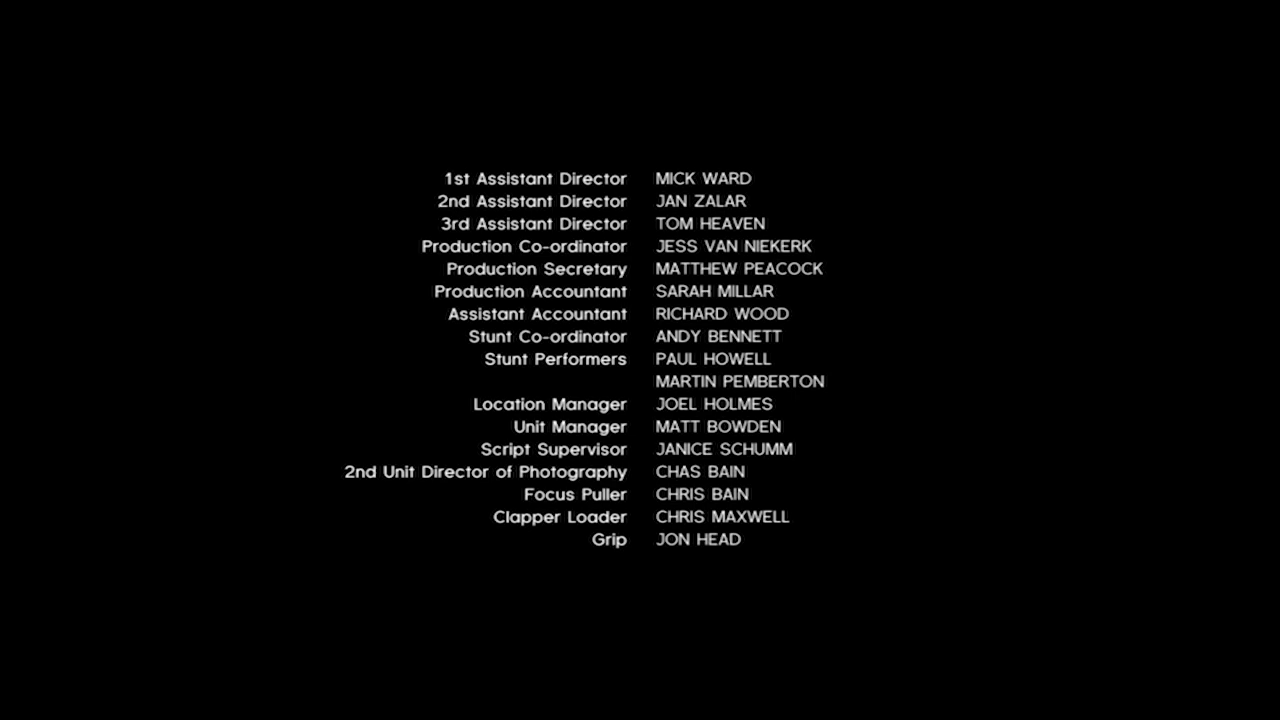 1st Assistant Director MICK WARD
2nd Assistant Director JAN ZALAR
3rd Assistant Director TOM HEAVEN
Production Co-ordinator JESS VAN NIEKERK
Production Secretary MATTHEW PEACOCK
Production Accountant SARAH MILLAR
Assistant Accountant RICHARD WOOD
Stunt Co-ordinator ANDY BENNETT
Stunt Performers PAUL HOWELL
MARTIN PEMBERTON
Location Manager JOEL HOLMES
Unit Manager MATT BOWDEN
Script Supervisor JANICE SCHUMM
2nd Unit Director of Photography CHAS BAIN
Focus Puller CHRIS BAIN
Clapper Loader CHRIS MAXWELL
Grip JON HEAD